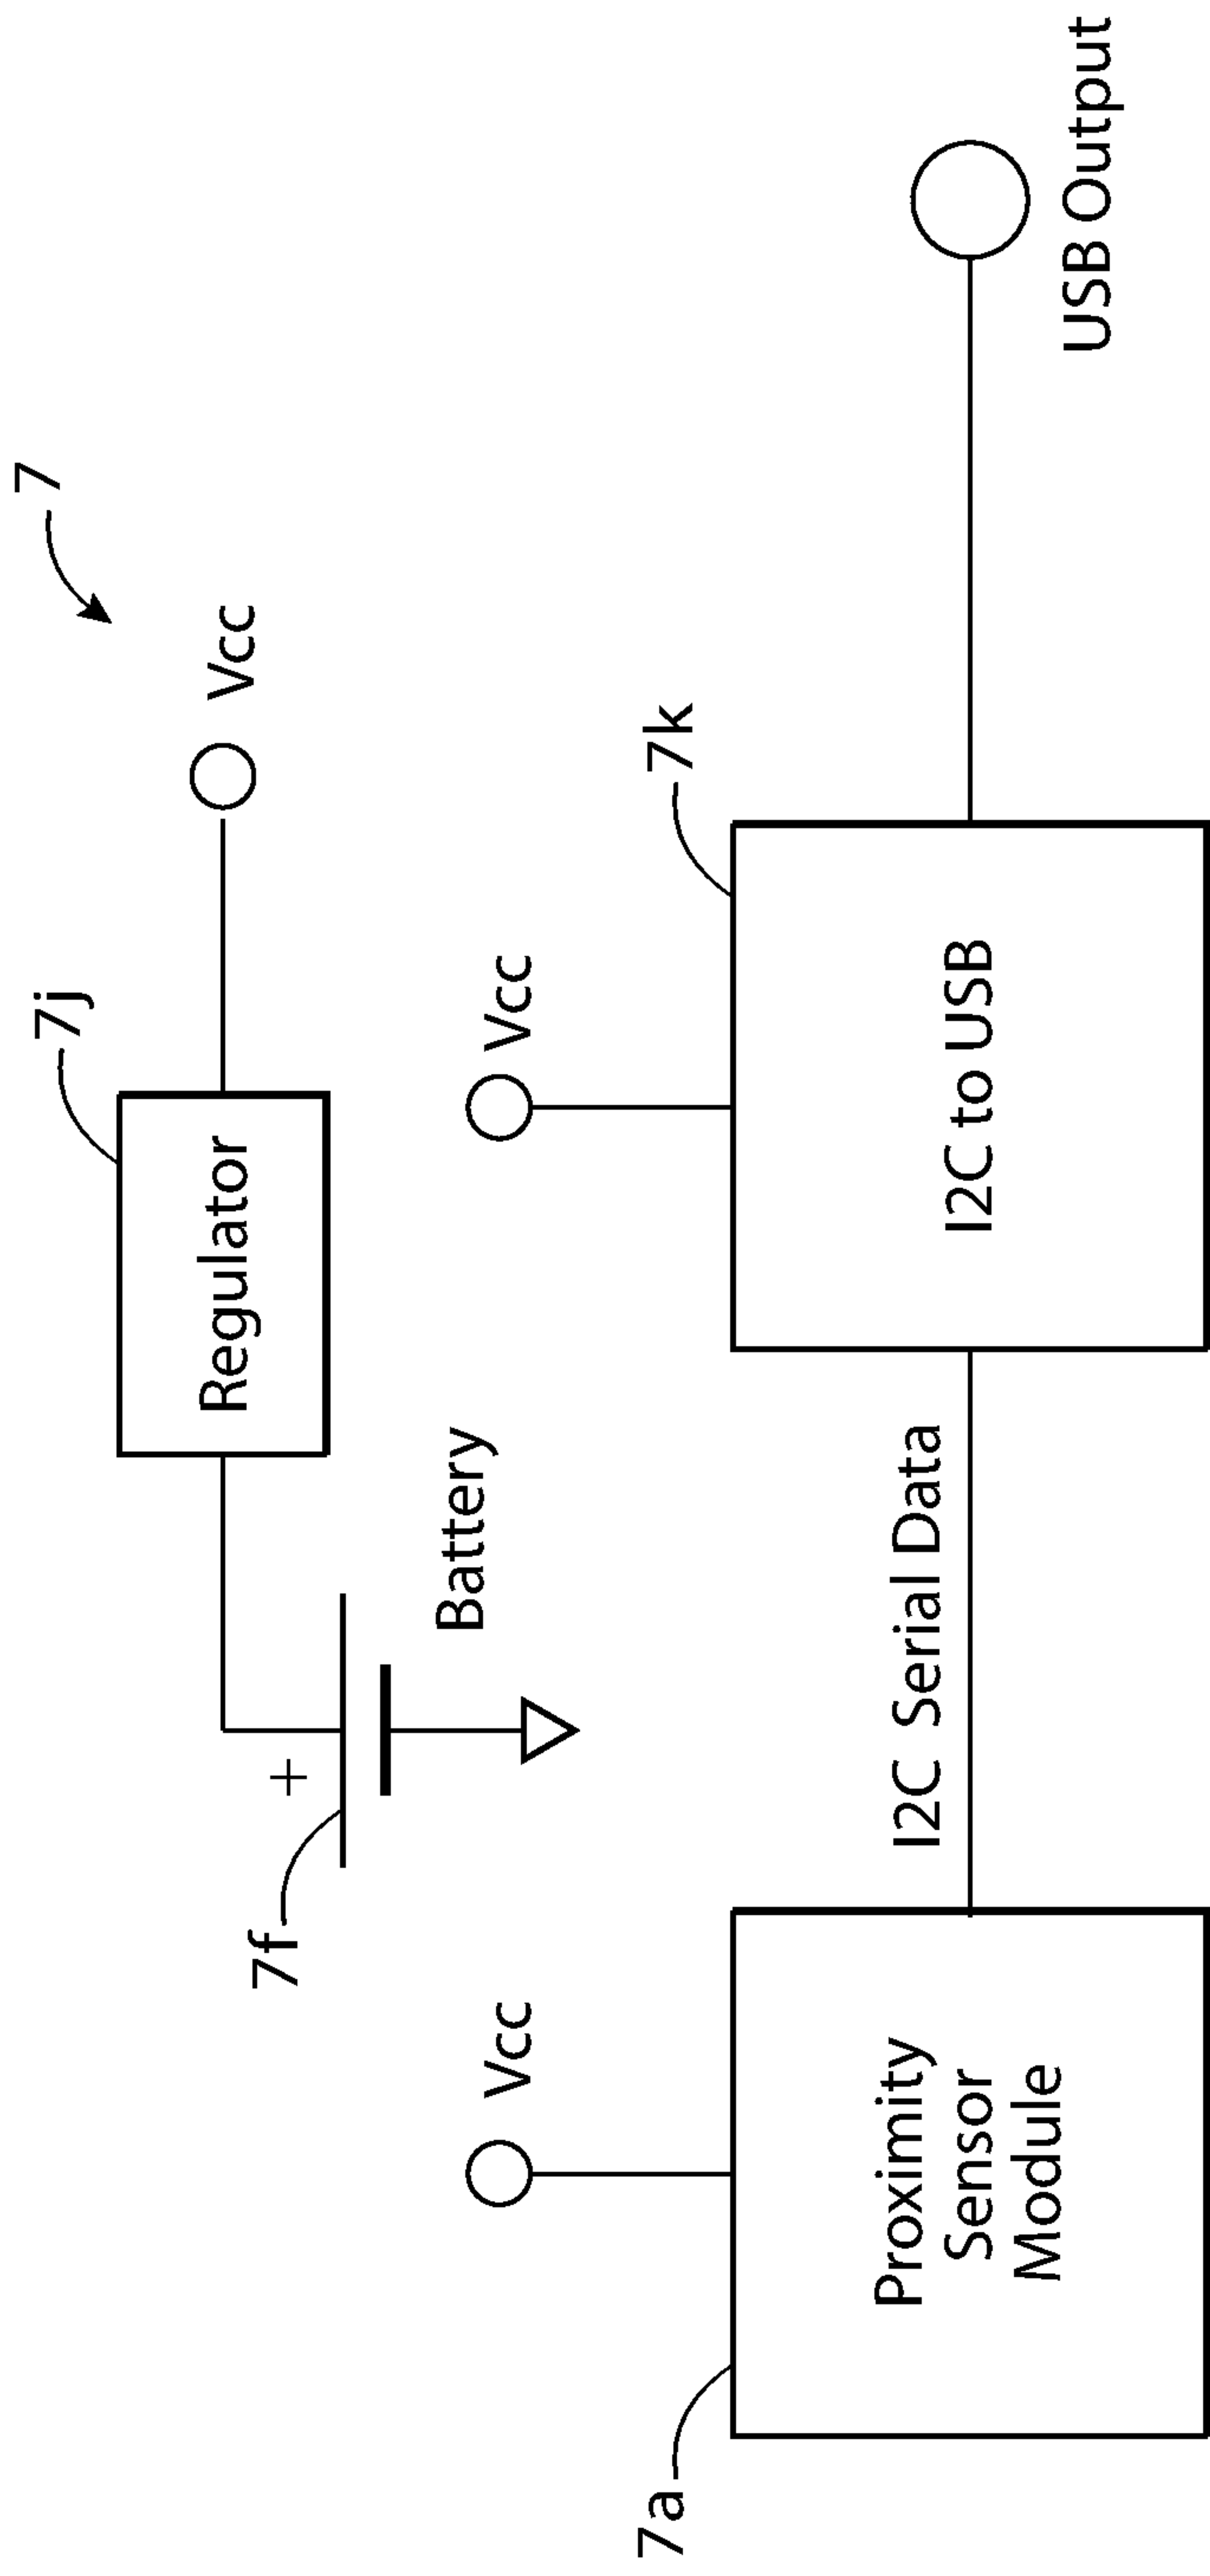 7
7j
Regulator
Vcc
7f
+
Battery
Vcc
Vcc
7k
7a
Proximity
Sensor
Module
I2C Serial Data
I2C to USB
USB Output